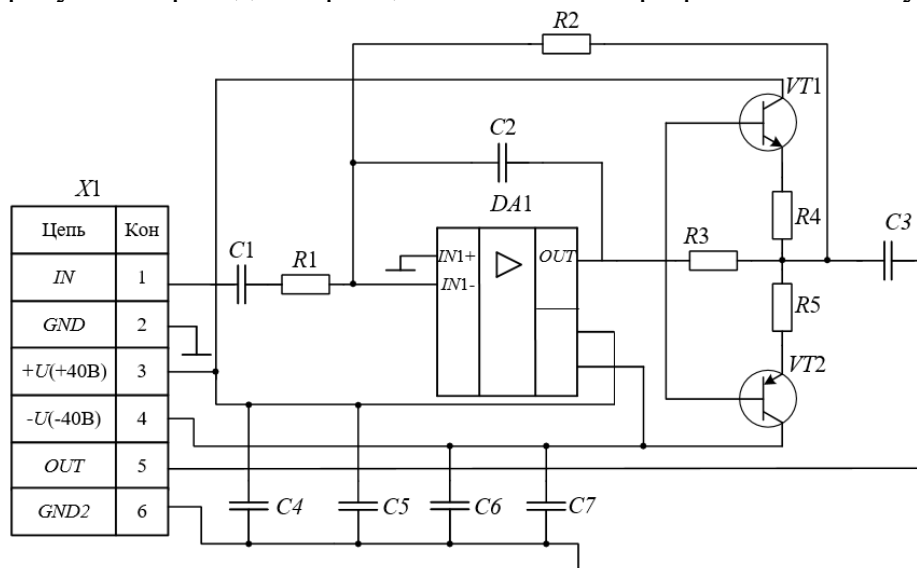 R2
VT1
C2
X1
DA1
Цепь Кон
IN 1
GND 2
+U(+40В) 3
-U(-40В) 4
OUT 5
GND2 6
C1
R1
IN1+
IN1-
OUT
R3
R4
C3
R5
VT2
C4
C5
C6
C7